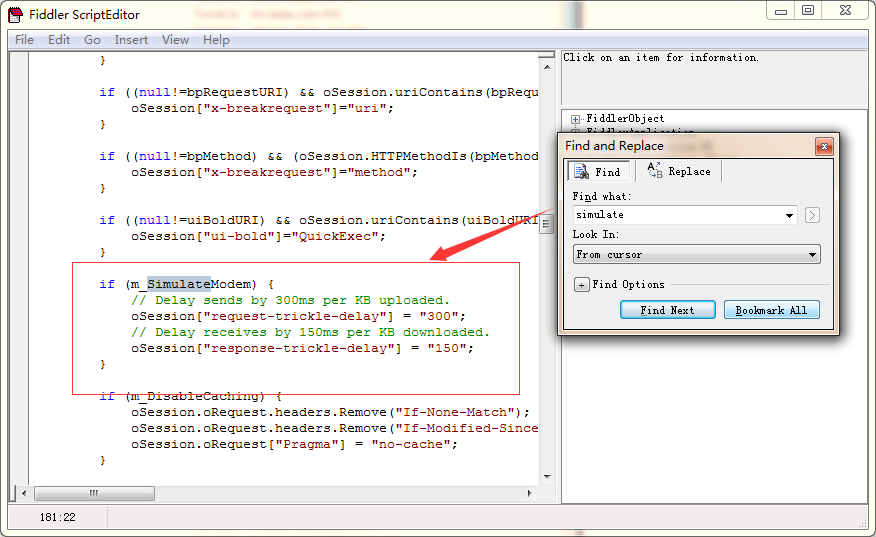 Fiddler ScriptEditor
File Edit Go Insert View Help
}
if ((null!=bpRequestURI) && oSession.uriContains(bpRequ
oSession["x-breakrequest"]="uri";
}
if ((null!=bpMethod) && (oSession.HTTPMethodIs(bpMethod
oSession["x-breakrequest"]="method";
}
if ((null!=uiBoldURI) && oSession.uriContains(uiBoldURI
oSession["ui-bold"]="QuickExec";
}
if (m_SimulateModem) {
// Delay sends by 300ms per KB uploaded.
oSession["request-trickle-delay"] = "300";
// Delay receives by 150ms per KB downloaded.
oSession["response-trickle-delay"] = "150";
}
if (m_DisableCaching) {
oSession.oRequest.headers.Remove("If-None-Match");
oSession.oRequest.headers.Remove("If-Modified-Since
oSession.oRequest["Pragma"] = "no-cache";
}
181:22
Click on an item for information.
FiddlerObject
FiddlerApplication
Find and Replace
Find Replace
Find what:
simulate
Look In:
From cursor
Find Options
Find Next Bookmark All